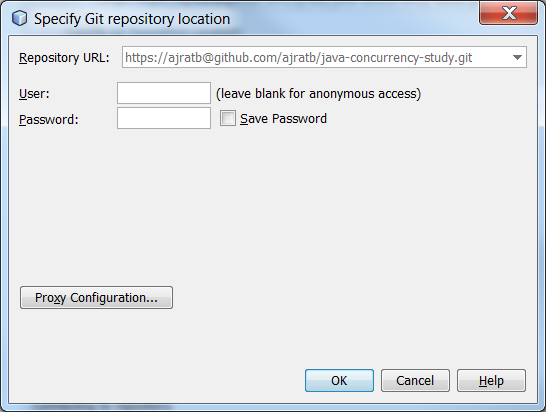 Specify Git repository location
Repository URL: https://ajratb@github.com/ajratb/java-concurrency-study.git
User: (leave blank for anonymous access)
Password: Save Password
Proxy Configuration...
OK Cancel Help